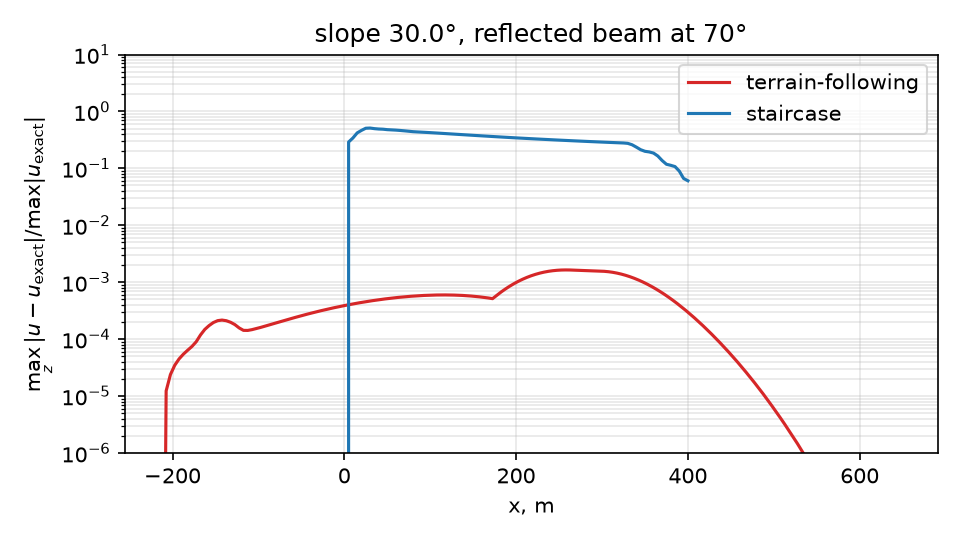 slope 30.0°, reflected beam at 70°
10¹
10⁰
10⁻¹
10⁻²
10⁻³
10⁻⁴
10⁻⁵
10⁻⁶
max_z |u − u_exact|/max|u_exact|
terrain-following
staircase
−200 0 200 400 600
x, m